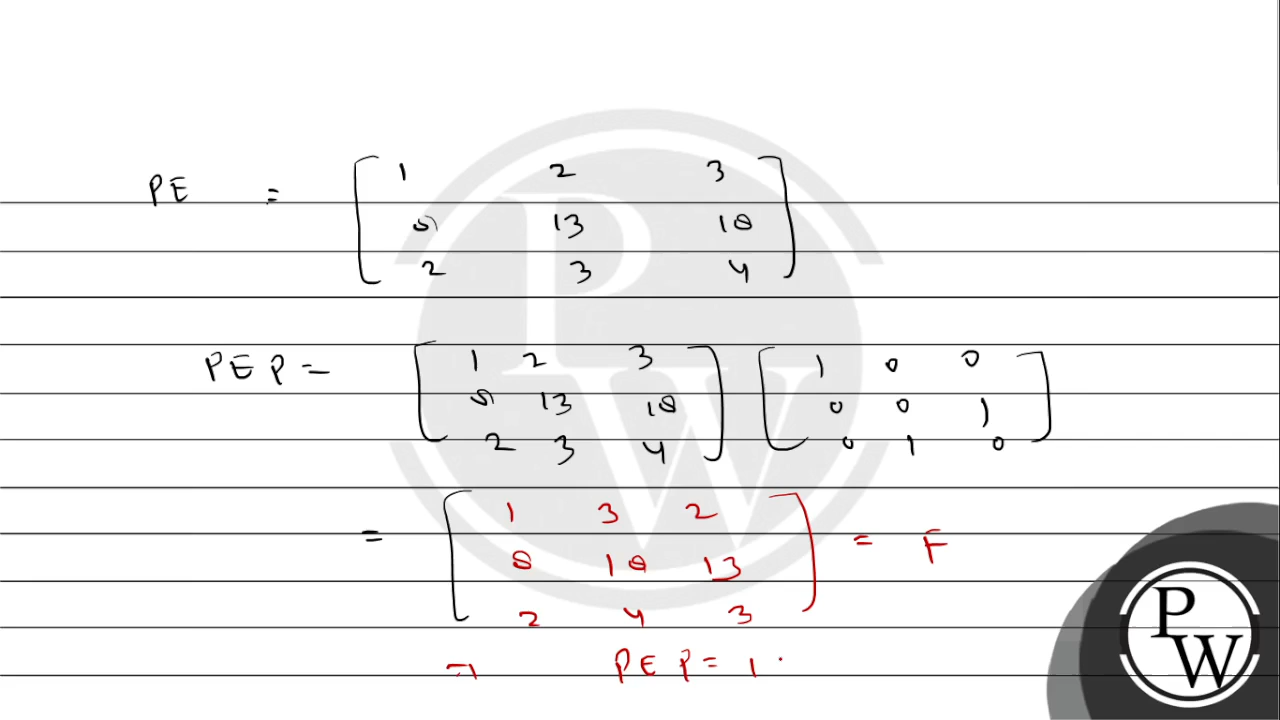 PE = [ 1 2 3
8 13 18
2 3 4 ]
PEP = [ 1 2 3 ] [ 1 0 0 ]
8 13 18 0 0 1
2 3 4 0 1 0
= [ 1 3 2
8 18 13 ] = F
2 4 3
⇒ PEP = 1
P
W
P
W